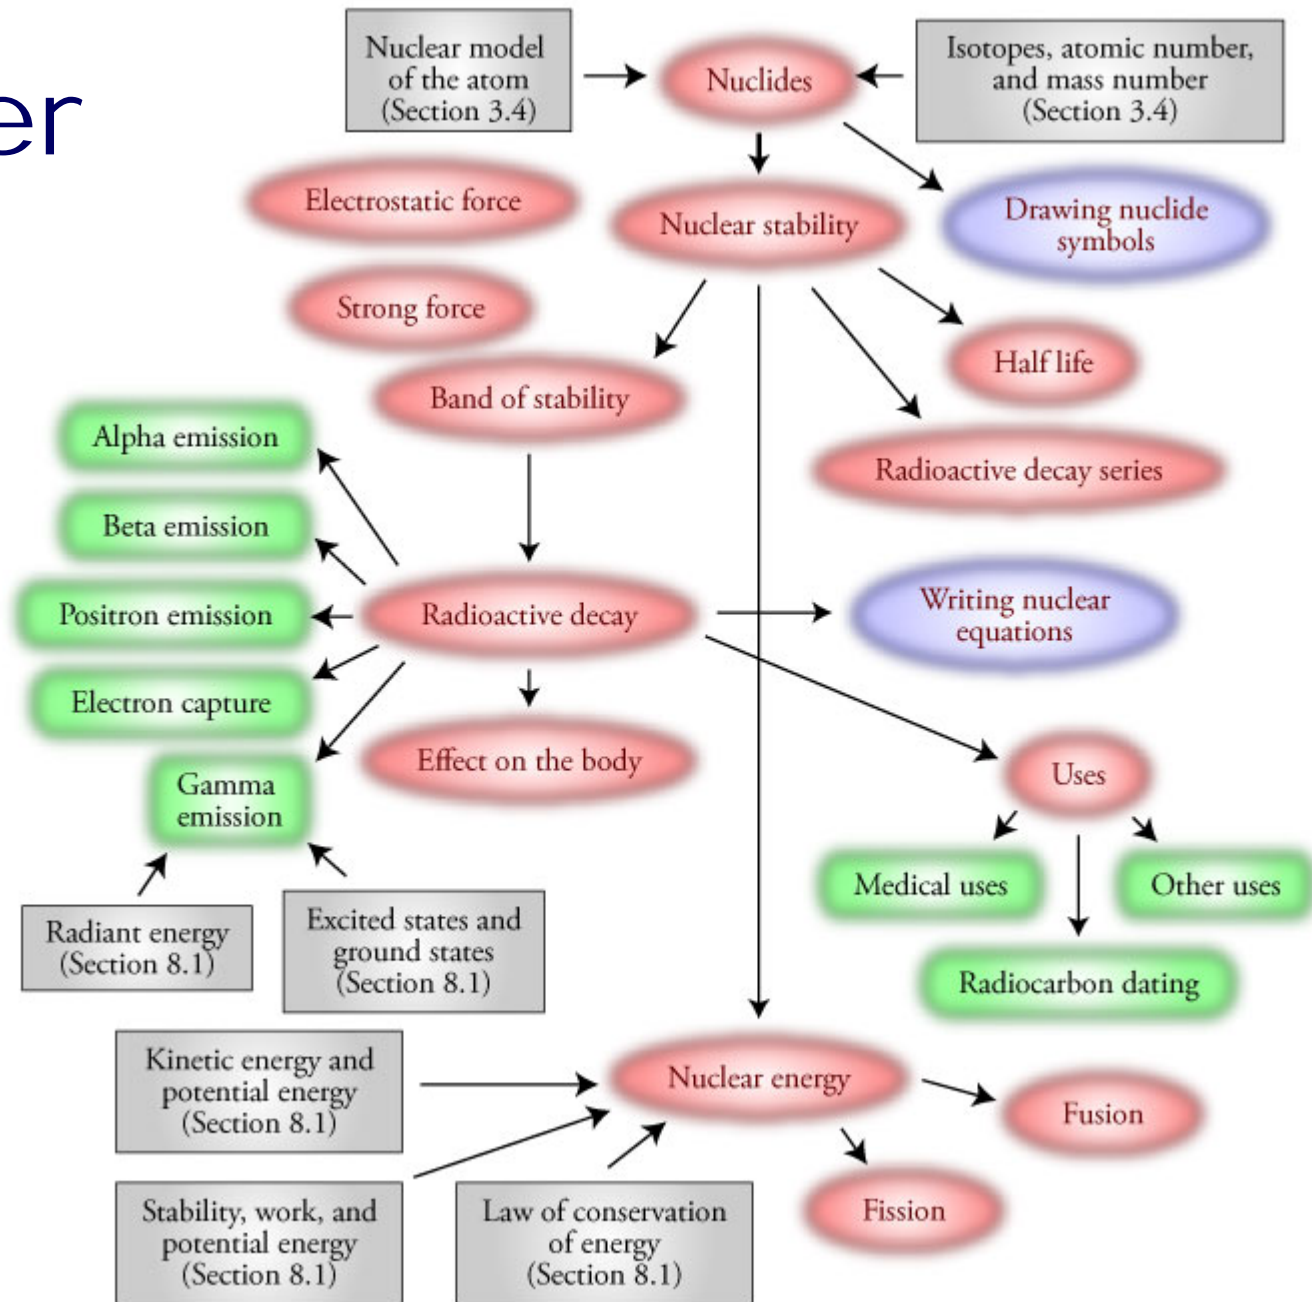 er
Nuclear model
of the atom
(Section 3.4)
Nuclides
Isotopes, atomic number,
and mass number
(Section 3.4)
Electrostatic force
Nuclear stability
Drawing nuclide
symbols
Strong force
Half life
Band of stability
Alpha emission
Radioactive decay series
Beta emission
Positron emission
Radioactive decay
Writing nuclear
equations
Electron capture
Effect on the body
Uses
Gamma
emission
Medical uses
Other uses
Radiant energy
(Section 8.1)
Excited states and
ground states
(Section 8.1)
Radiocarbon dating
Kinetic energy and
potential energy
(Section 8.1)
Nuclear energy
Fusion
Stability, work, and
potential energy
(Section 8.1)
Law of conservation
of energy
(Section 8.1)
Fission